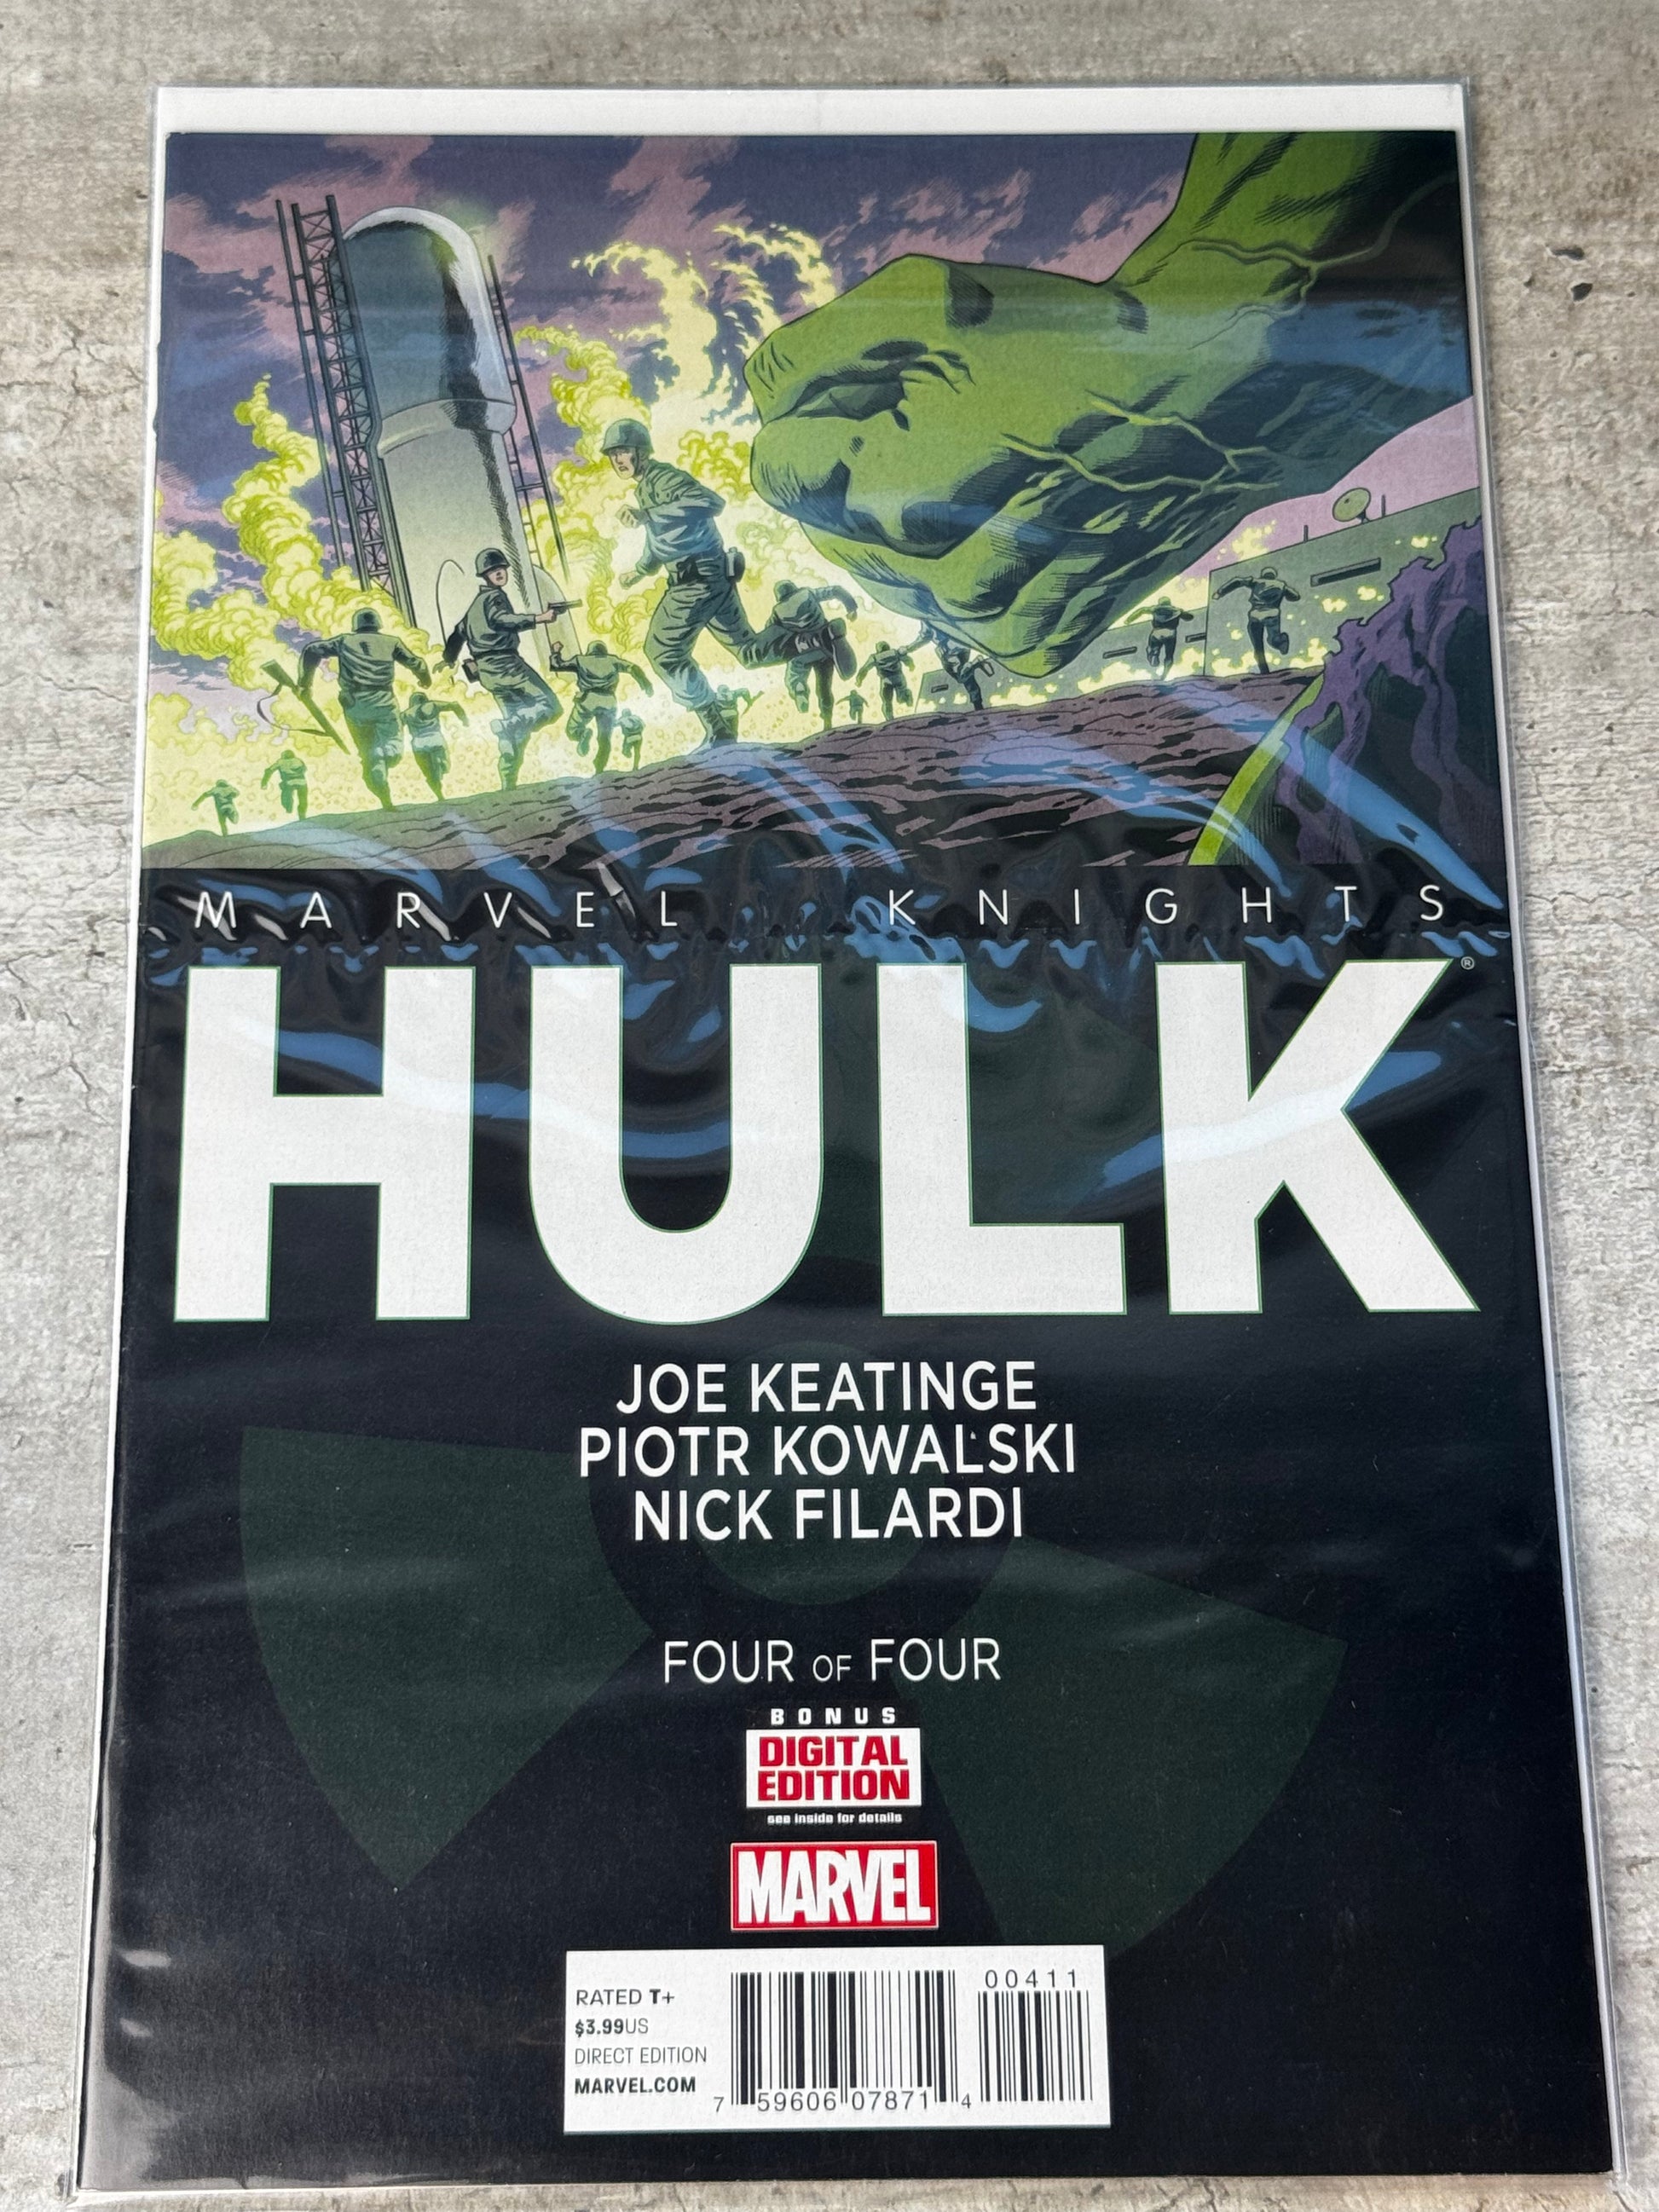 MARVEL KNIGHTS
HULK®
JOE KEATINGE
PIOTR KOWALSKI
NICK FILARDI
FOUR OF FOUR
BONUS
DIGITAL
EDITION
see inside for details
MARVEL
RATED T+
$3.99US
DIRECT EDITION
MARVEL.COM
00411
7 59606 07871 4